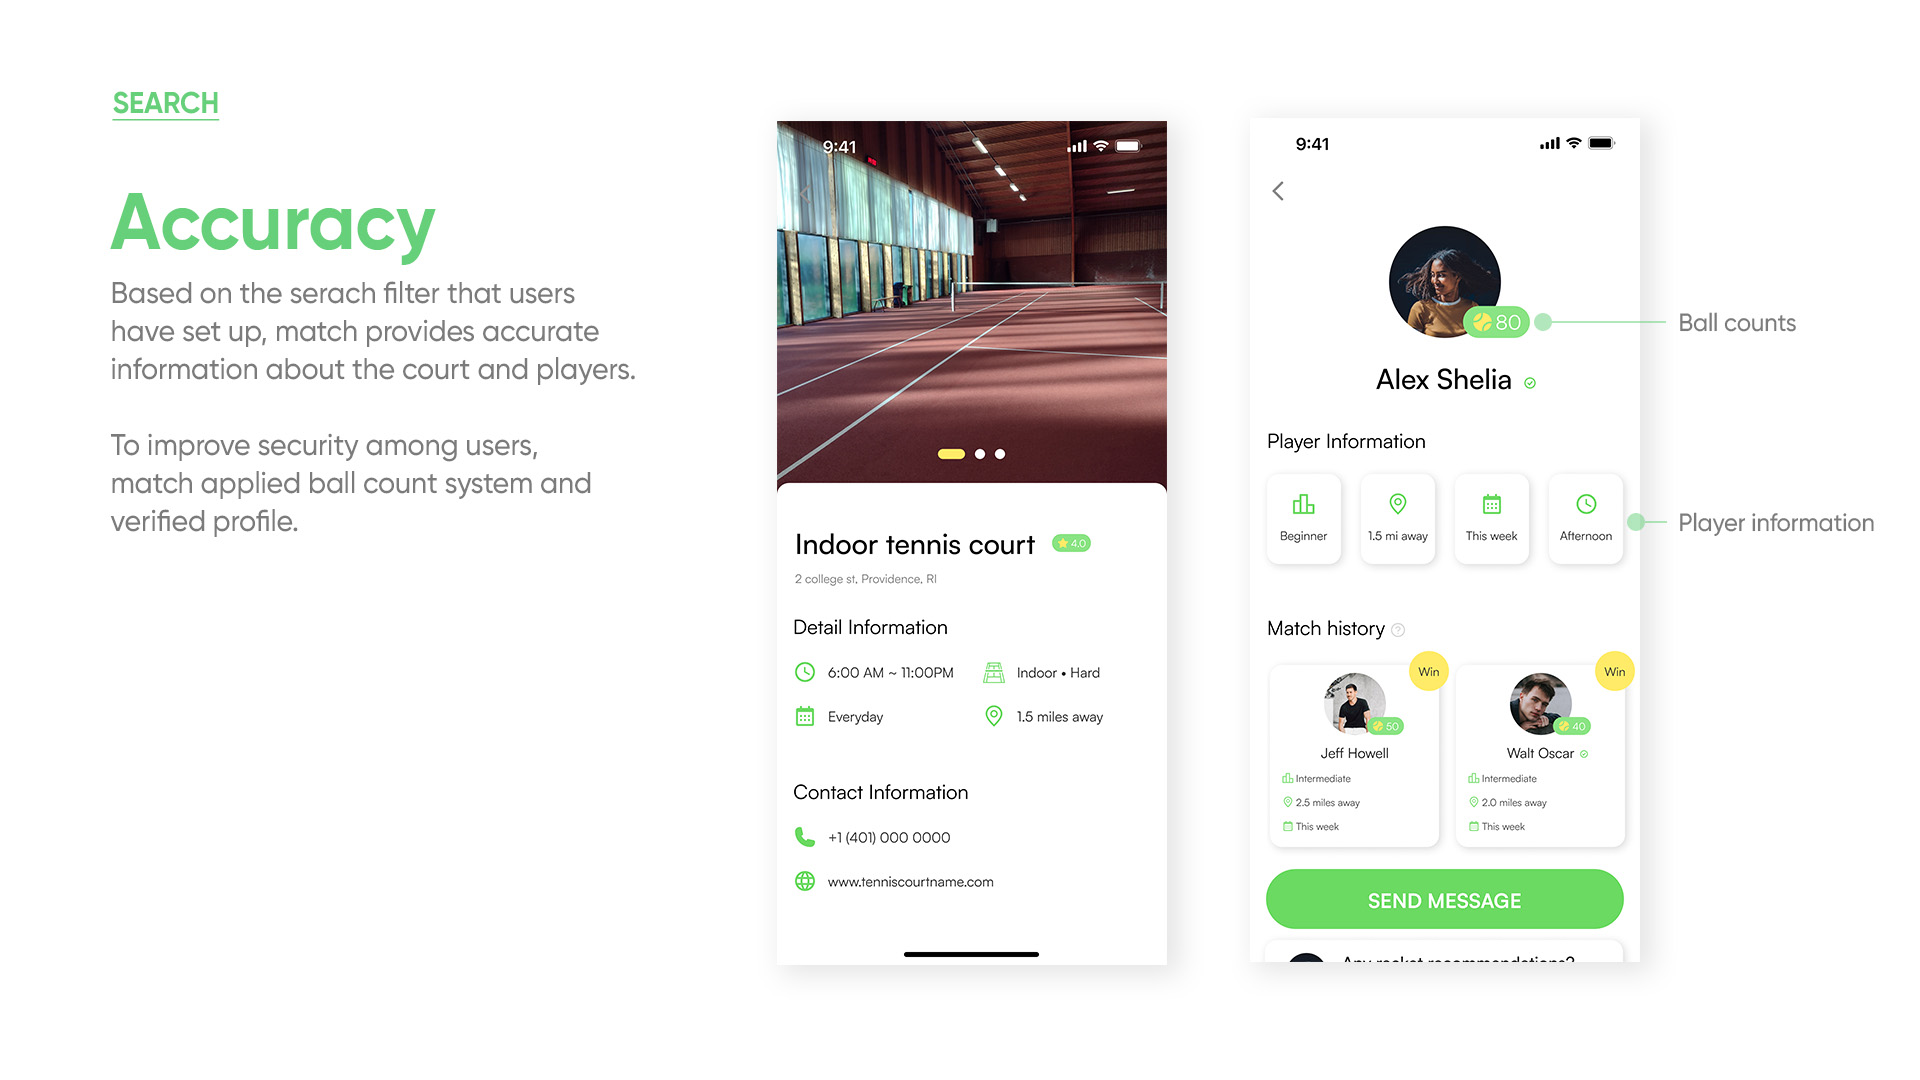 SEARCH
Accuracy
Based on the serach filter that users
have set up, match provides accurate
information about the court and players.
To improve security among users,
match applied ball count system and
verified profile.
9:41
Indoor tennis court
4.0
2 college st, Providence, RI
Detail Information
6:00 AM ~ 11:00PM
Indoor • Hard
Everyday
1.5 miles away
Contact Information
+1 (401) 000 0000
www.tenniscourtname.com
9:41
80
Ball counts
Alex Shelia
Player Information
Beginner
1.5 mi away
This week
Afternoon
Player information
Match history
Win
50
Jeff Howell
Intermediate
2.5 miles away
This week
Win
40
Walt Oscar
Intermediate
2.0 miles away
This week
SEND MESSAGE
Any racket recommendations?